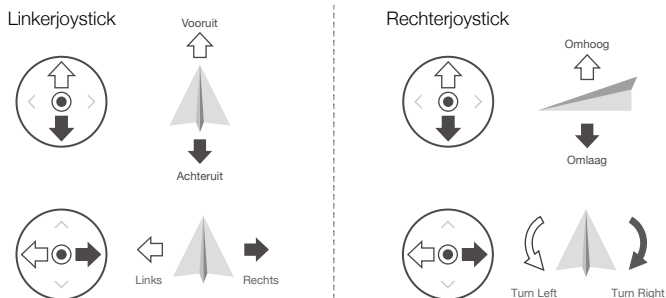 Linkerjoystick
Vooruit
Achteruit
Links
Rechts
Rechterjoystick
Omhoog
Omlaag
Turn Left
Turn Right